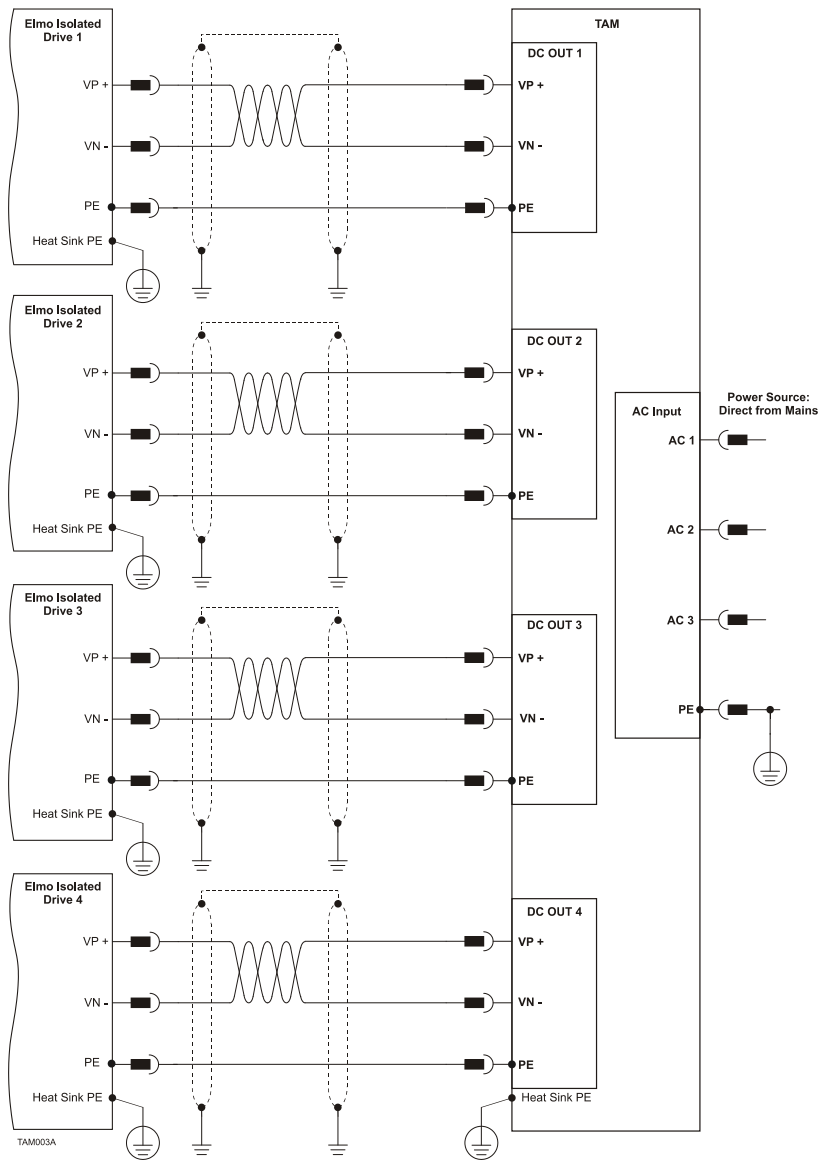 Elmo Isolated
Drive 1
VP +
VN -
PE
Heat Sink PE
TAM
DC OUT 1
VP +
VN -
PE
Elmo Isolated
Drive 2
VP +
VN -
PE
Heat Sink PE
DC OUT 2
VP +
VN -
PE
AC Input
AC 1
AC 2
AC 3
PE
Power Source:
Direct from Mains
Elmo Isolated
Drive 3
VP +
VN -
PE
Heat Sink PE
DC OUT 3
VP +
VN -
PE
Elmo Isolated
Drive 4
VP +
VN -
PE
Heat Sink PE
DC OUT 4
VP +
VN -
PE
Heat Sink PE
TAM003A